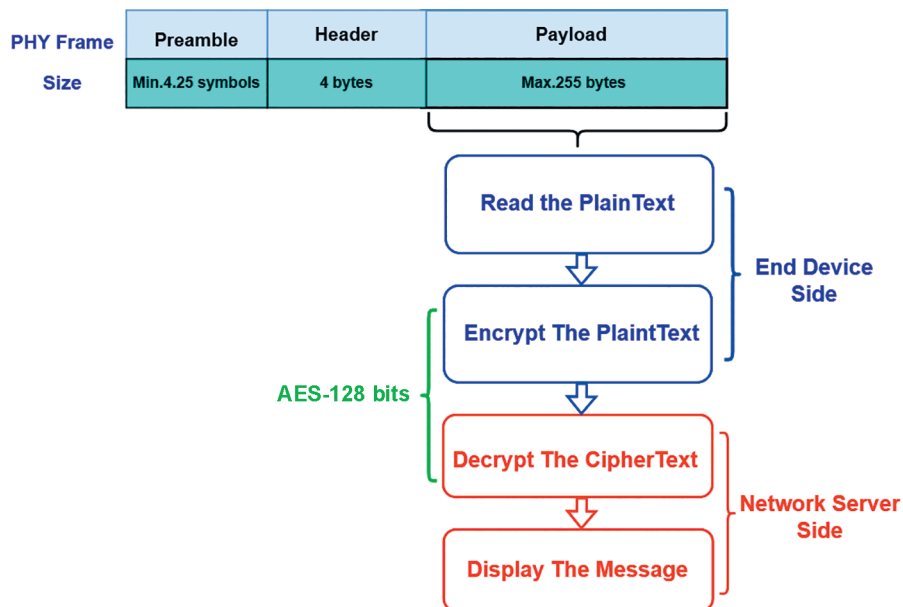 PHY Frame
Preamble
Header
Payload
Size
Min.4.25 symbols
4 bytes
Max.255 bytes
Read the PlainText
End Device
Side
Encrypt The PlaintText
AES-128 bits
Decrypt The CipherText
Network Server
Side
Display The Message